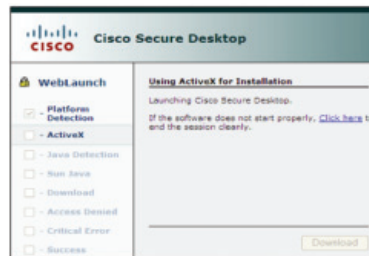 CISCO
Cisco Secure Desktop
WebLaunch
- Platform
Detection
- ActiveX
- Java Detection
- Sun Java
- Download
- Access Denied
- Critical Error
- Success
Using ActiveX for Installation
Launching Cisco Secure Desktop.
If the software does not start properly, Click here t
end the session cleanly.
Download